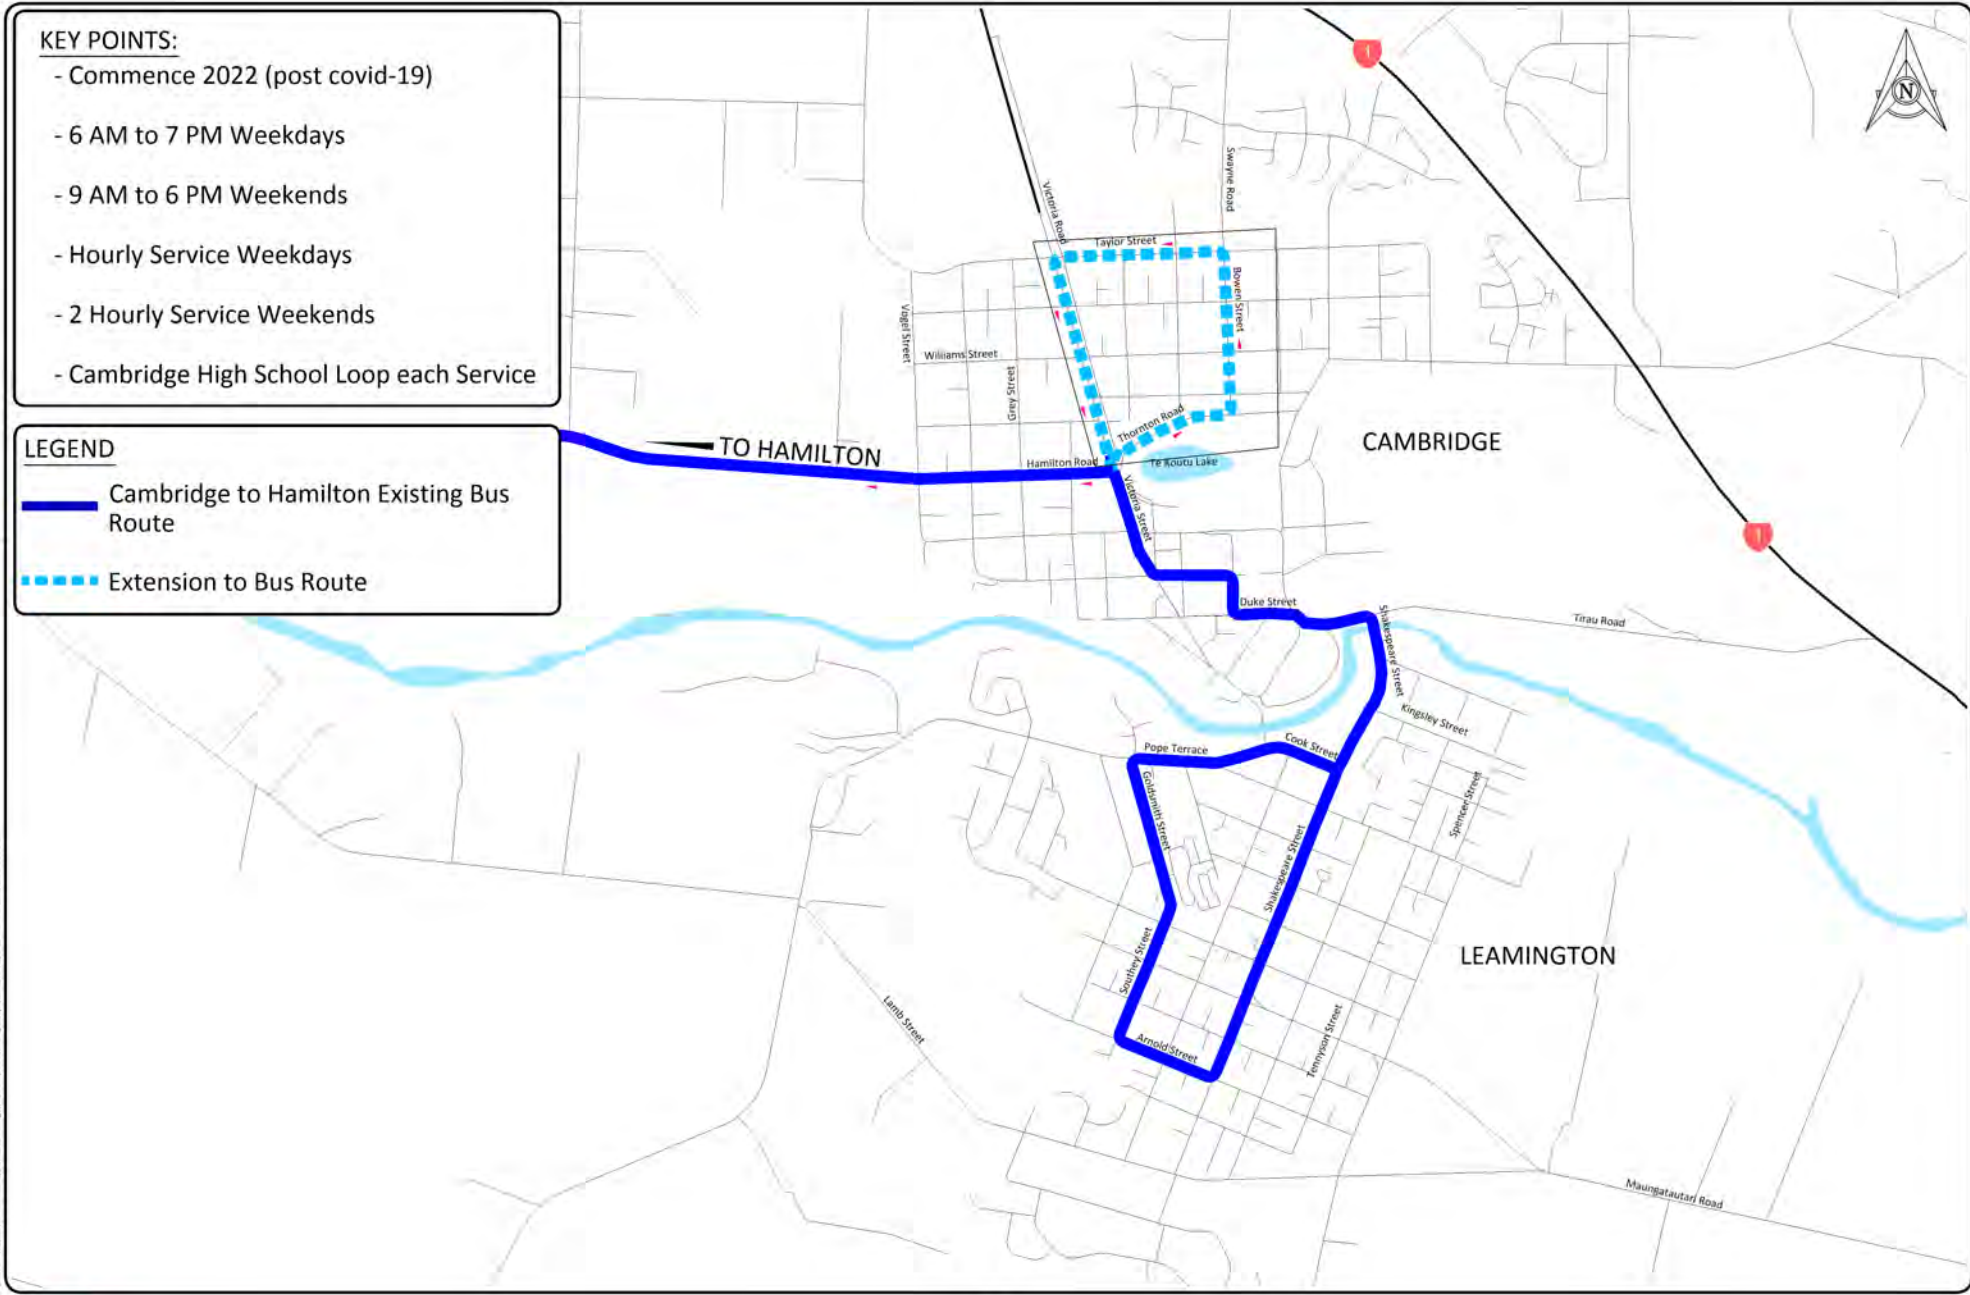 KEY POINTS:
- Commence 2022 (post covid-19)
- 6 AM to 7 PM Weekdays
- 9 AM to 6 PM Weekends
- Hourly Service Weekdays
- 2 Hourly Service Weekends
- Cambridge High School Loop each Service
LEGEND
Cambridge to Hamilton Existing Bus
Route
Extension to Bus Route
1
N
Swayne Road
Victoria Road
Taylor Street
Bowen Street
Vogel Street
Williams Street
Grey Street
Thornton Road
TO HAMILTON
Hamilton Road
Te Koutu Lake
CAMBRIDGE
Victoria Street
1
Duke Street
Shakespeare Street
Tirau Road
Kingsley Street
Cook Street
Pope Terrace
Goldsmith Street
Spencer Street
Shakespeare Street
Southey Street
LEAMINGTON
Lamb Street
Arnold Street
Tennyson Street
Maungatautari Road